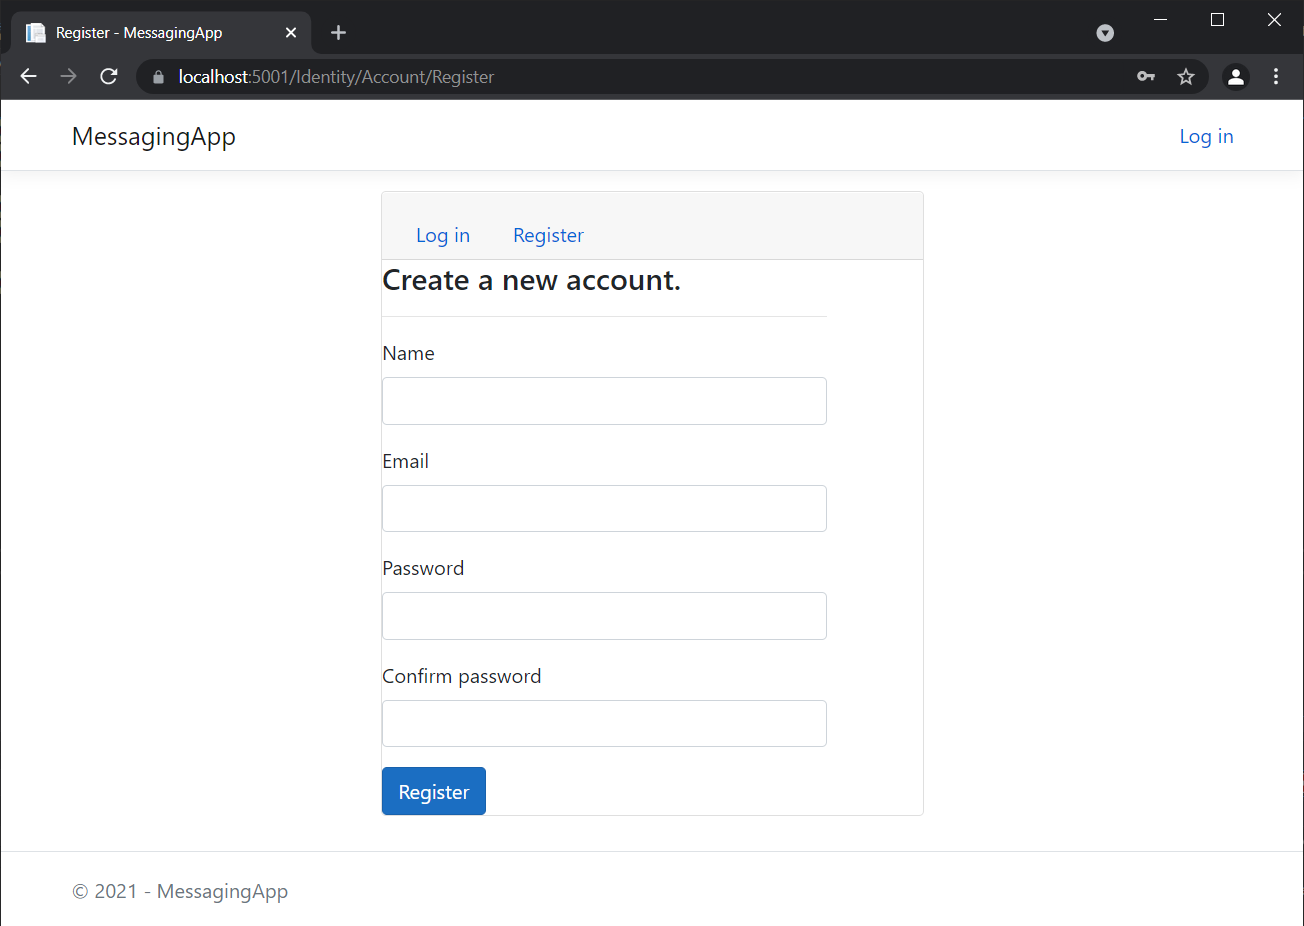 Register - MessagingApp
localhost:5001/Identity/Account/Register
MessagingApp
Log in
Log in Register
Create a new account.
Name
Email
Password
Confirm password
Register
© 2021 - MessagingApp